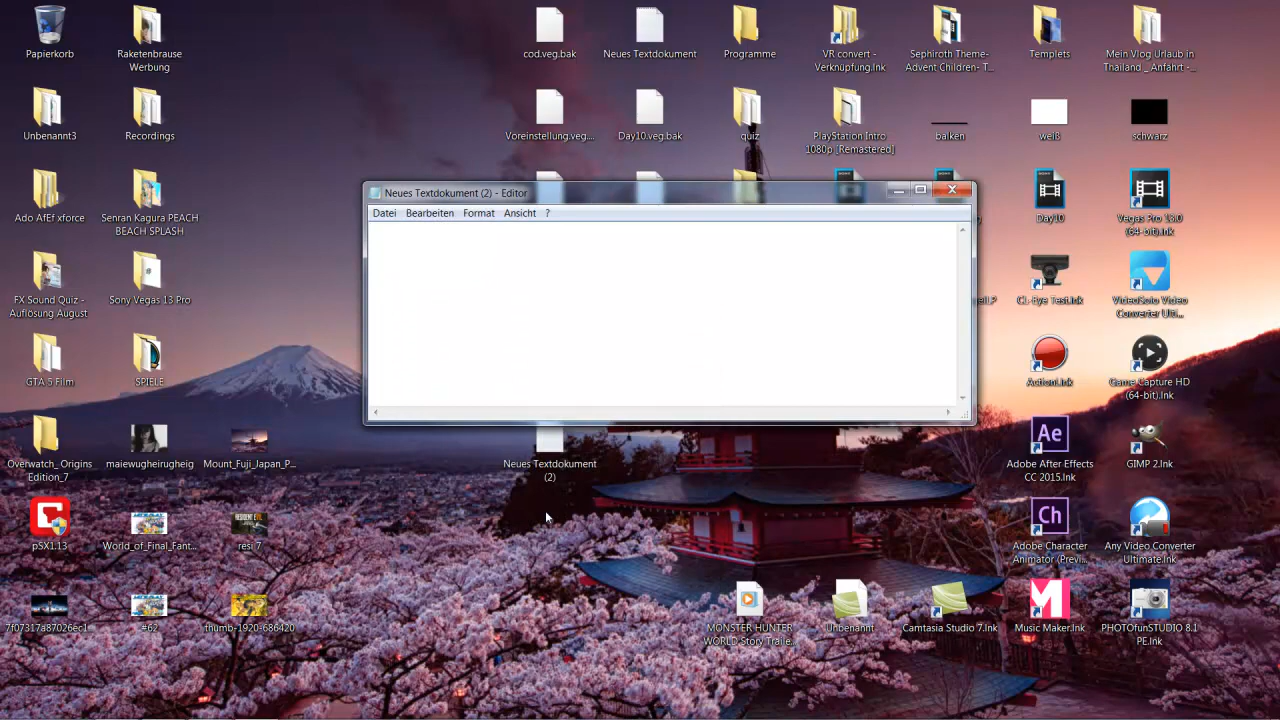 Papierkorb
Raketenbrause
Werbung
cod.veg.bak
Neues Textdokument
Programme
VR convert -
Verknüpfung.lnk
Sephiroth Theme-
Advent Children- T...
Templets
Mein Vlog Urlaub in
Thailand _ Anfahrt -...
Unbenannt3
Recordings
Voreinstellung.veg....
Day10.veg.bak
quiz
PlayStation Intro
1080p [Remastered]
balken
weiß
schwarz
Neues Textdokument (2) - Editor
Datei Bearbeiten Format Ansicht ?
Ado AfEf xforce
Senran Kagura PEACH
BEACH SPLASH
Day10
Vegas Pro 13.0
(64-bit).lnk
FX Sound Quiz -
Auflösung August
Sony Vegas 13 Pro
CL-Eye Test.lnk
VideoSolo Video
Converter Ulti...
GTA 5 Film
SPIELE
Action.lnk
Game Capture HD
(64-bit).lnk
Overwatch_ Origins
Edition_7
maiewugheirugheig
Mount_Fuji_Japan_P...
Neues Textdokument
(2)
Ae
Adobe After Effects
CC 2015.lnk
GIMP 2.lnk
pSX1.13
World_of_Final_Fant...
resi 7
Ch
Adobe Character
Animator (Previ...
Any Video Converter
Ultimate.lnk
7f07317a87026ec1...
#62
thumb-1920-686420
MONSTER HUNTER
WORLD Story Traile...
Unbenannt
Camtasia Studio 7.lnk
Music Maker.lnk
PHOTOfunSTUDIO 8.1
PE.lnk